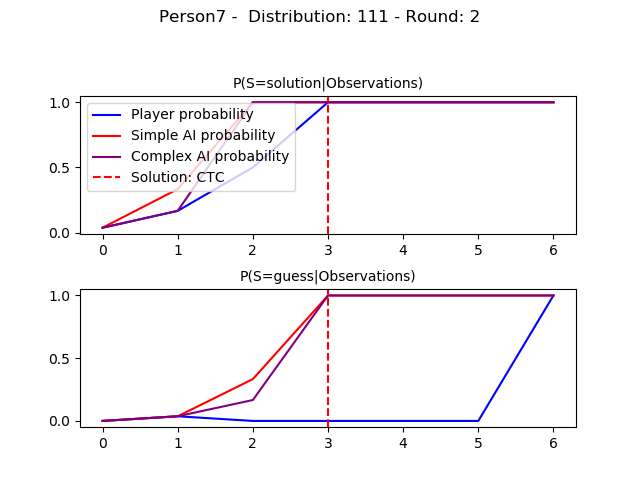 Person7 -  Distribution: 111 - Round: 2
P(S=solution|Observations)
1.0
0.5
0.0
Player probability
Simple AI probability
Complex AI probability
Solution: CTC
0 1 2 3 4 5 6
P(S=guess|Observations)
1.0
0.5
0.0
0 1 2 3 4 5 6